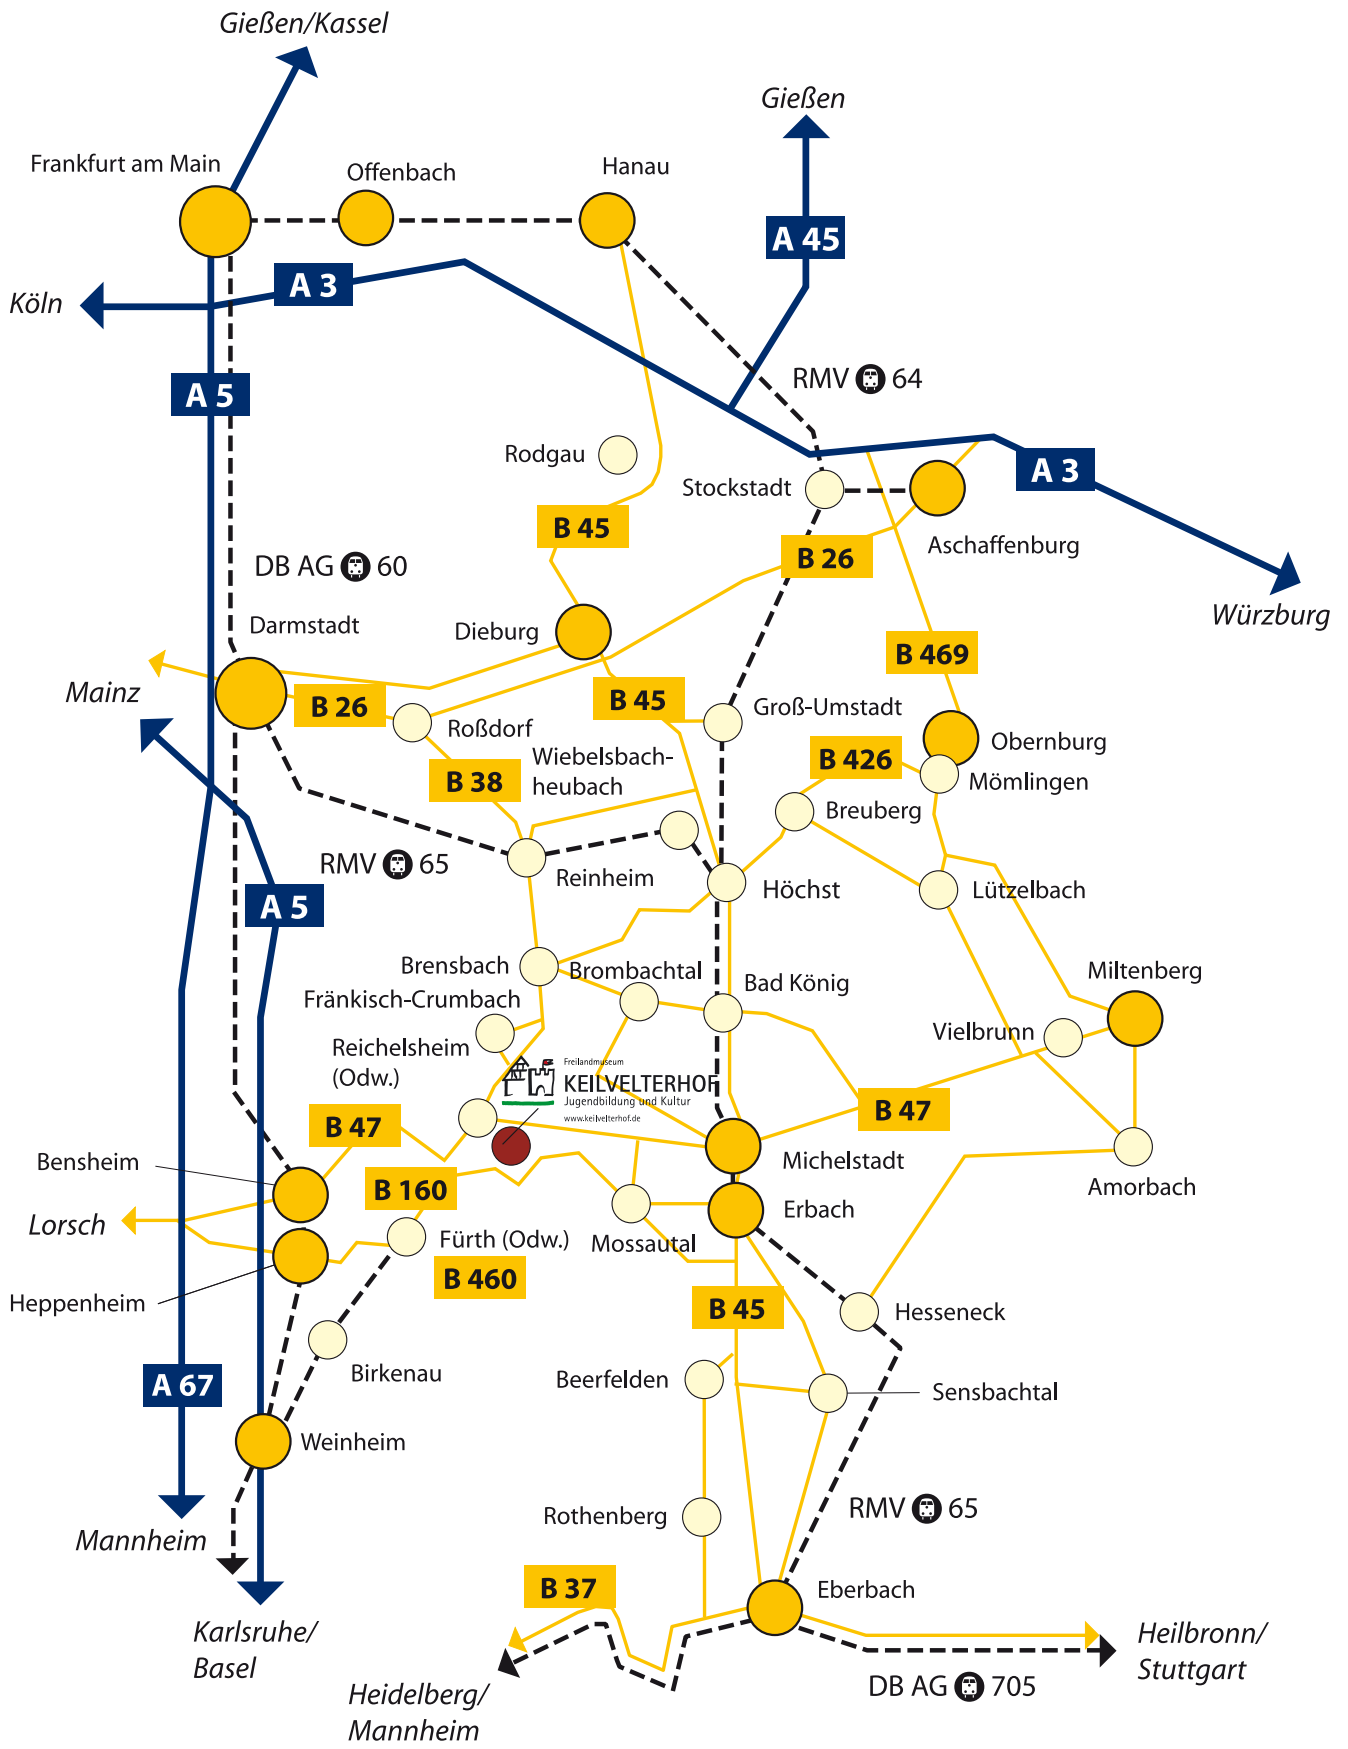 Gießen/Kassel
Gießen
Frankfurt am Main
Offenbach
Hanau
A 45
A 3
Köln
RMV 64
A 5
Rodgau
Stockstadt
A 3
B 45
Aschaffenburg
B 26
DB AG 60
Würzburg
Darmstadt
Dieburg
B 469
Mainz
B 26
B 45
Groß-Umstadt
Roßdorf
Obernburg
Wiebelsbach-
heubach
B 426
B 38
Mömlingen
Breuberg
RMV 65
Reinheim
Höchst
Lützelbach
A 5
Brensbach
Brombachtal
Bad König
Miltenberg
Fränkisch-Crumbach
Vielbrunn
Reichelsheim
(Odw.)
Freilandmuseum
KEILVELTERHOF
Jugendbildung und Kultur
www.keilvelterhof.de
B 47
B 47
Bensheim
Michelstadt
B 160
Amorbach
Lorsch
Erbach
Fürth (Odw.)
Mossautal
B 460
Heppenheim
B 45
Hesseneck
Birkenau
Beerfelden
A 67
Sensbachtal
Weinheim
Rothenberg
RMV 65
Mannheim
B 37
Eberbach
Karlsruhe/
Basel
Heilbronn/
Stuttgart
DB AG 705
Heidelberg/
Mannheim